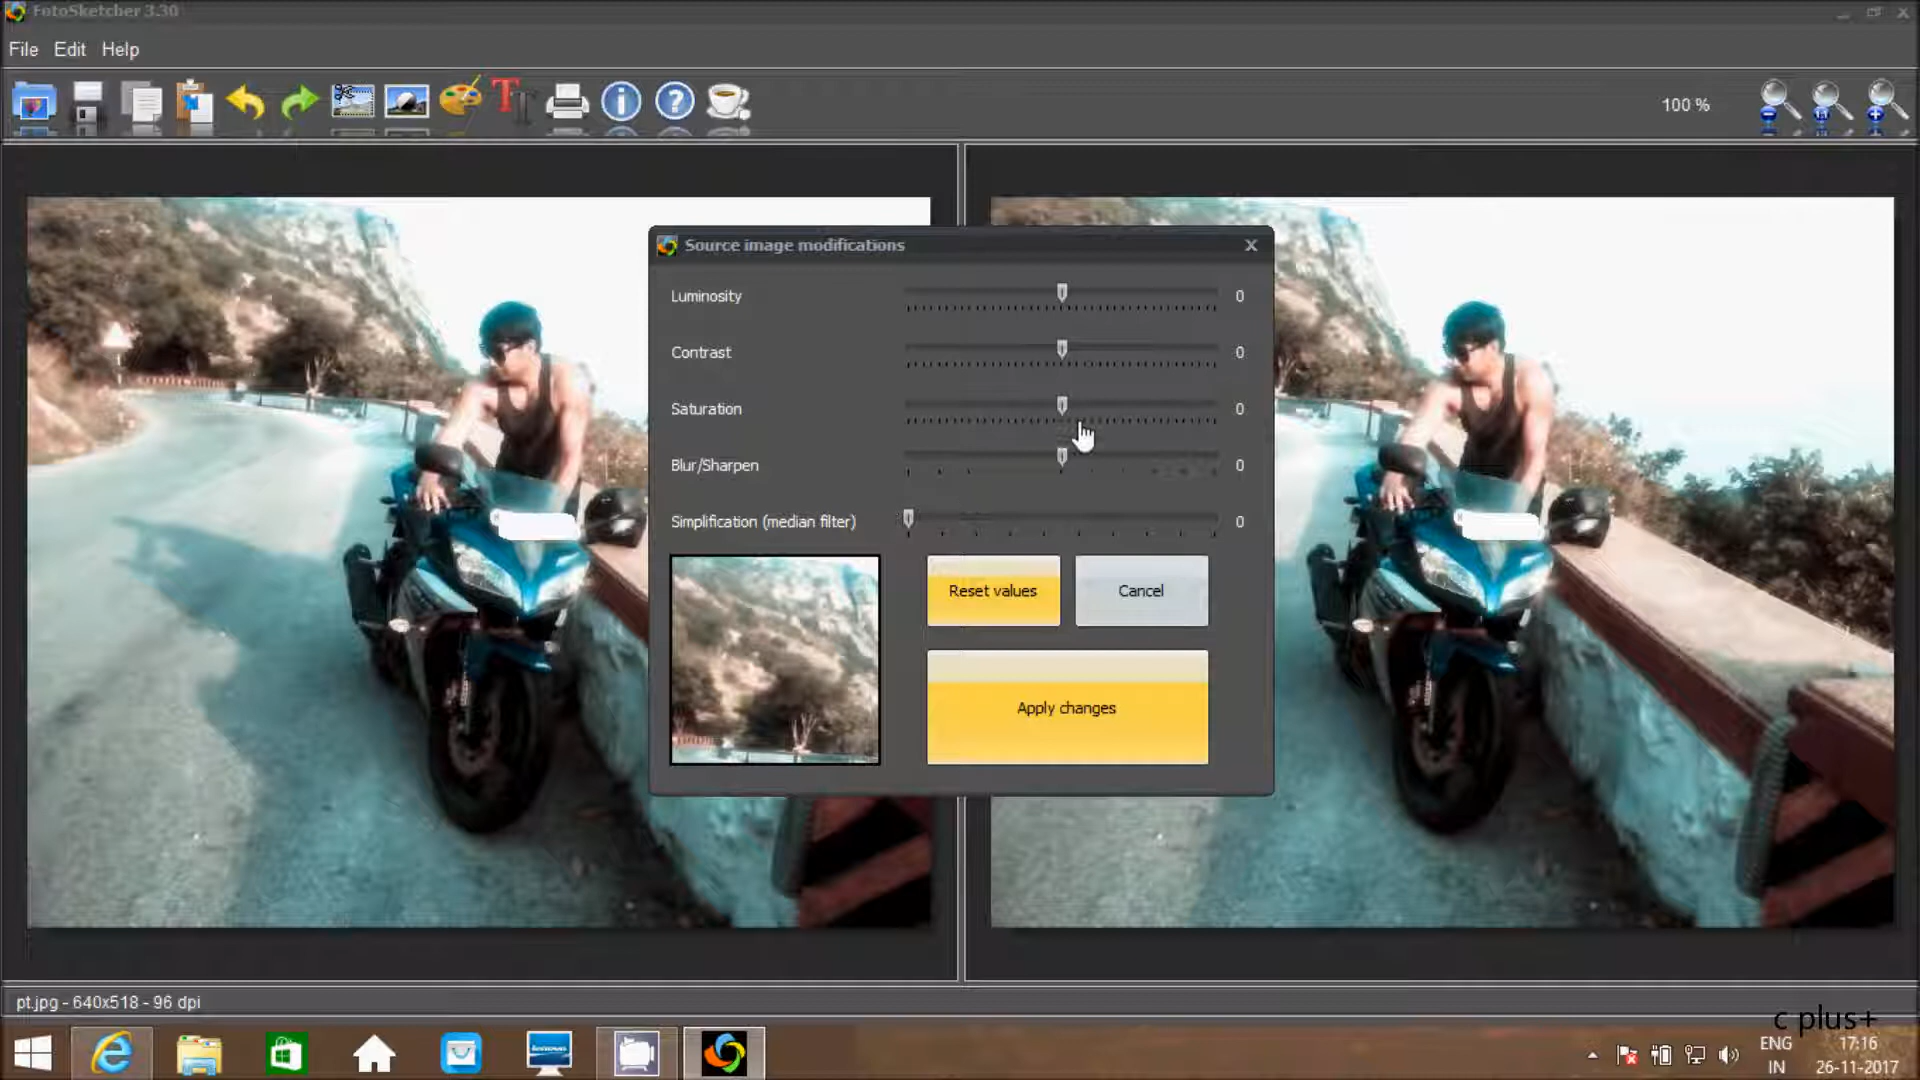 FotoSketcher 3.30
File Edit Help
100 %
Source image modifications
Luminosity 0
Contrast 0
Saturation 0
Blur/Sharpen 0
Simplification (median filter) 0
Reset values Cancel
Apply changes
pt.jpg - 640x518 - 96 dpi
c plus+
ENG 17:16
IN 26-11-2017